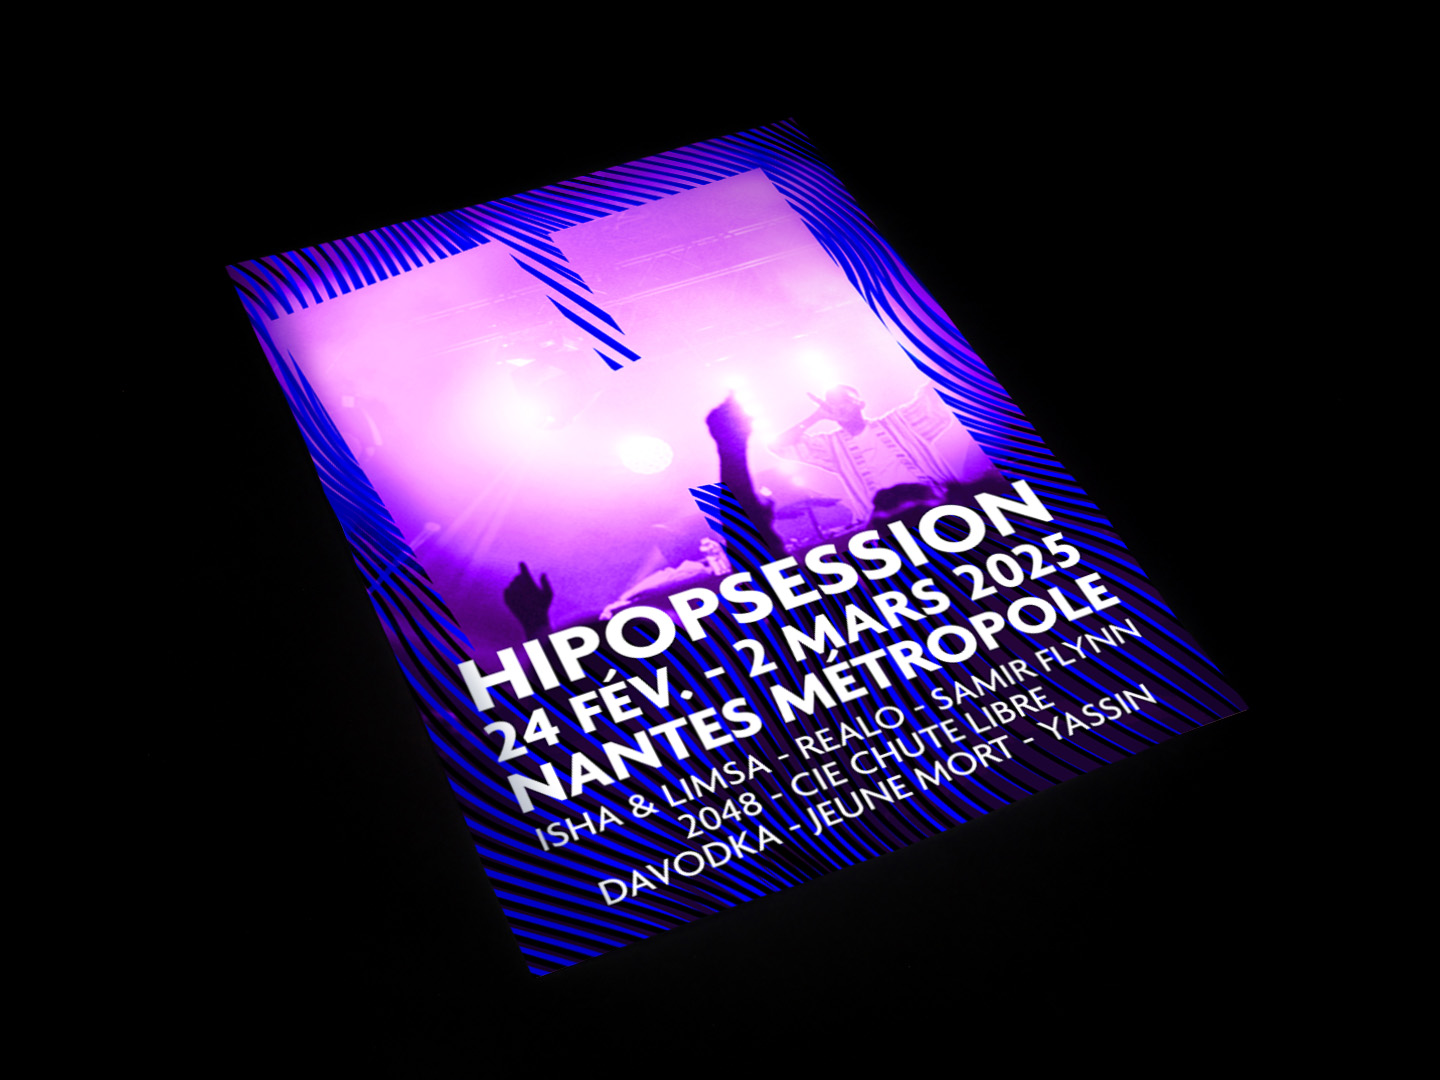 HIPOPSESSION
24 FÉV. - 2 MARS 2025
NANTES MÉTROPOLE
ISHA & LIMSA - REALO - SAMIR FLYNN
2048 - CIE CHUTE LIBRE
DAVODKA - JEUNE MORT - YASSIN